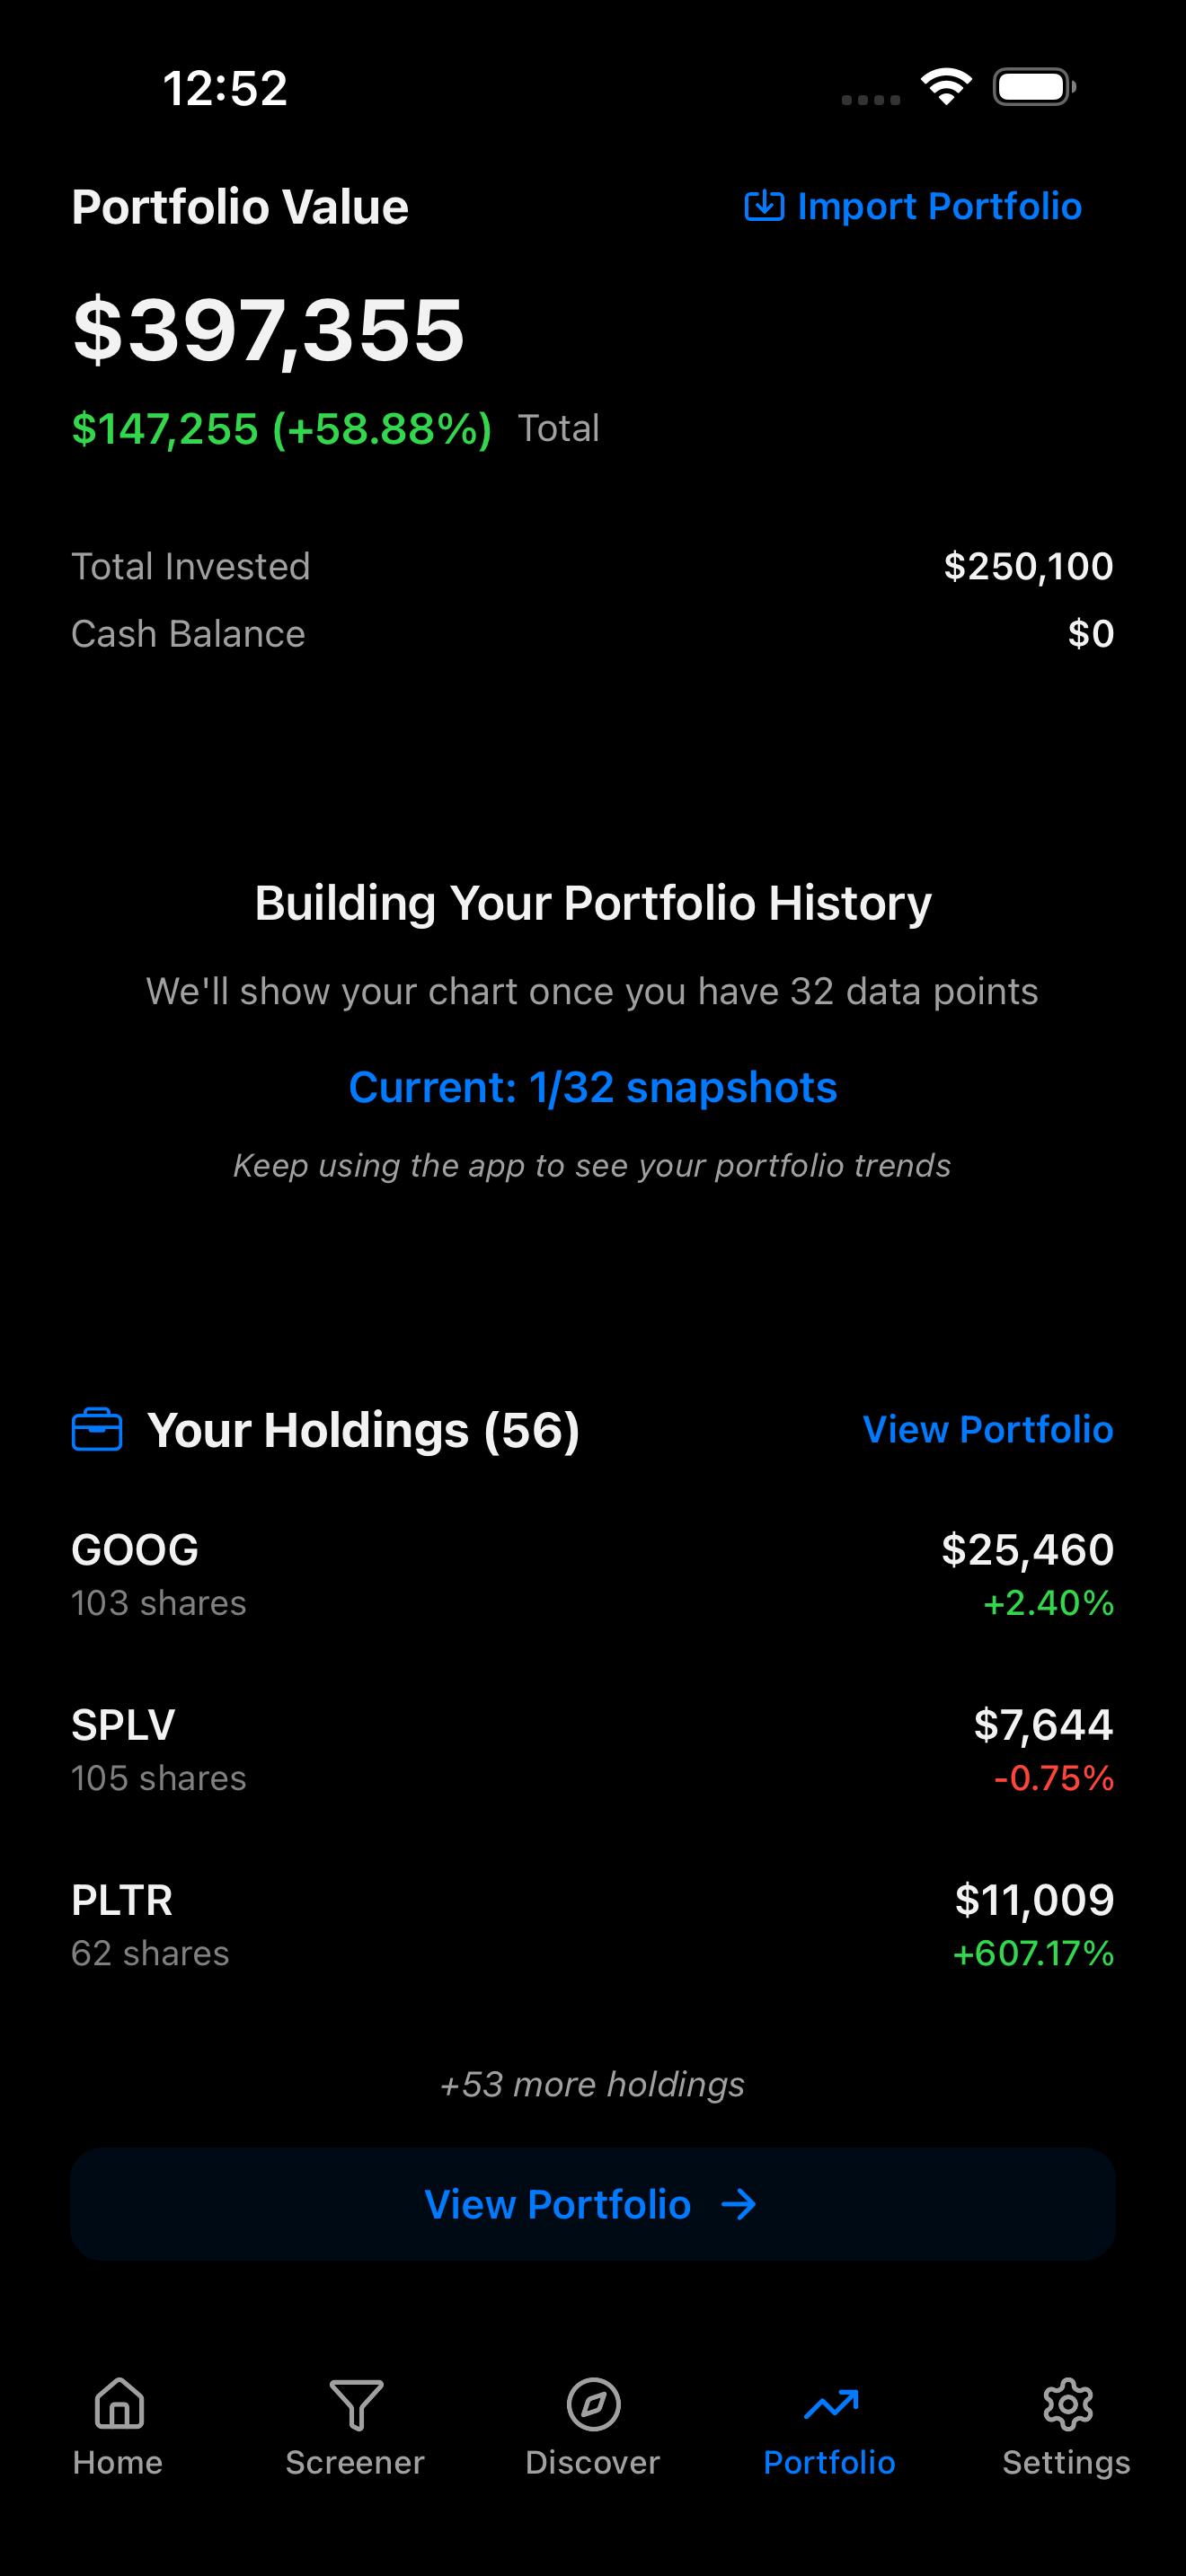 12:52
Portfolio Value
Import Portfolio
$397,355
$147,255 (+58.88%) Total
Total Invested $250,100
Cash Balance $0
Building Your Portfolio History
We'll show your chart once you have 32 data points
Current: 1/32 snapshots
Keep using the app to see your portfolio trends
Your Holdings (56) View Portfolio
GOOG $25,460
103 shares +2.40%
SPLV $7,644
105 shares -0.75%
PLTR $11,009
62 shares +607.17%
+53 more holdings
View Portfolio →
Home Screener Discover Portfolio Settings